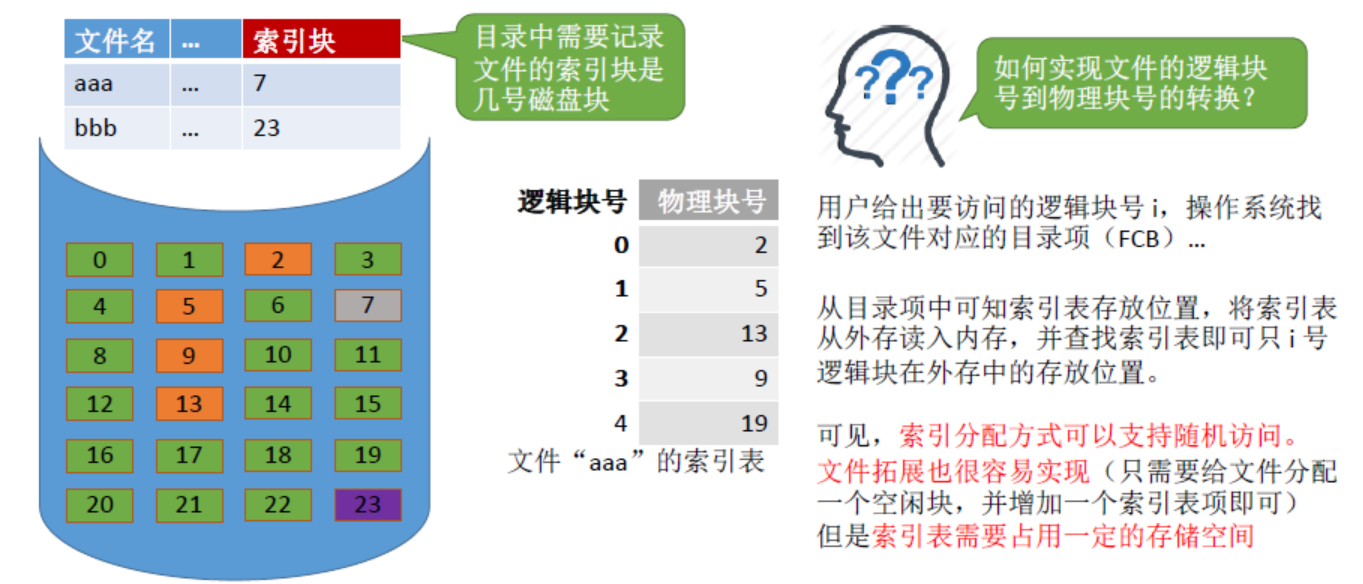 文件名 ... 索引块
aaa ... 7
bbb ... 23
目录中需要记录
文件的索引块是
几号磁盘块
0 1 2 3
4 5 6 7
8 9 10 11
12 13 14 15
16 17 18 19
20 21 22 23
逻辑块号 物理块号
0 2
1 5
2 13
3 9
4 19
文件“aaa”的索引表
???
如何实现文件的逻辑块
号到物理块号的转换?
用户给出要访问的逻辑块号 i，操作系统找
到该文件对应的目录项（FCB）…
从目录项中可知索引表存放位置，将索引表
从外存读入内存，并查找索引表即可只 i 号
逻辑块在外存中的存放位置。
可见，索引分配方式可以支持随机访问。
文件拓展也很容易实现（只需要给文件分配
一个空闲块，并增加一个索引表项即可）
但是索引表需要占用一定的存储空间